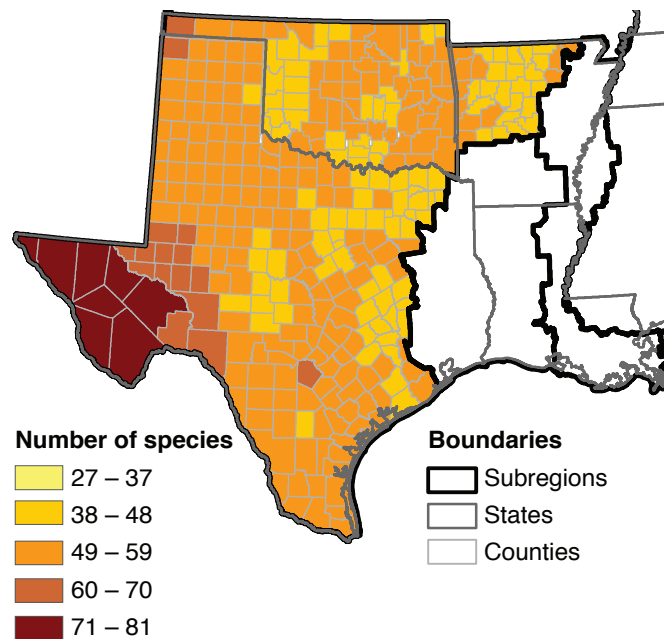 Number of species
27 – 37
38 – 48
49 – 59
60 – 70
71 – 81
Boundaries
Subregions
States
Counties